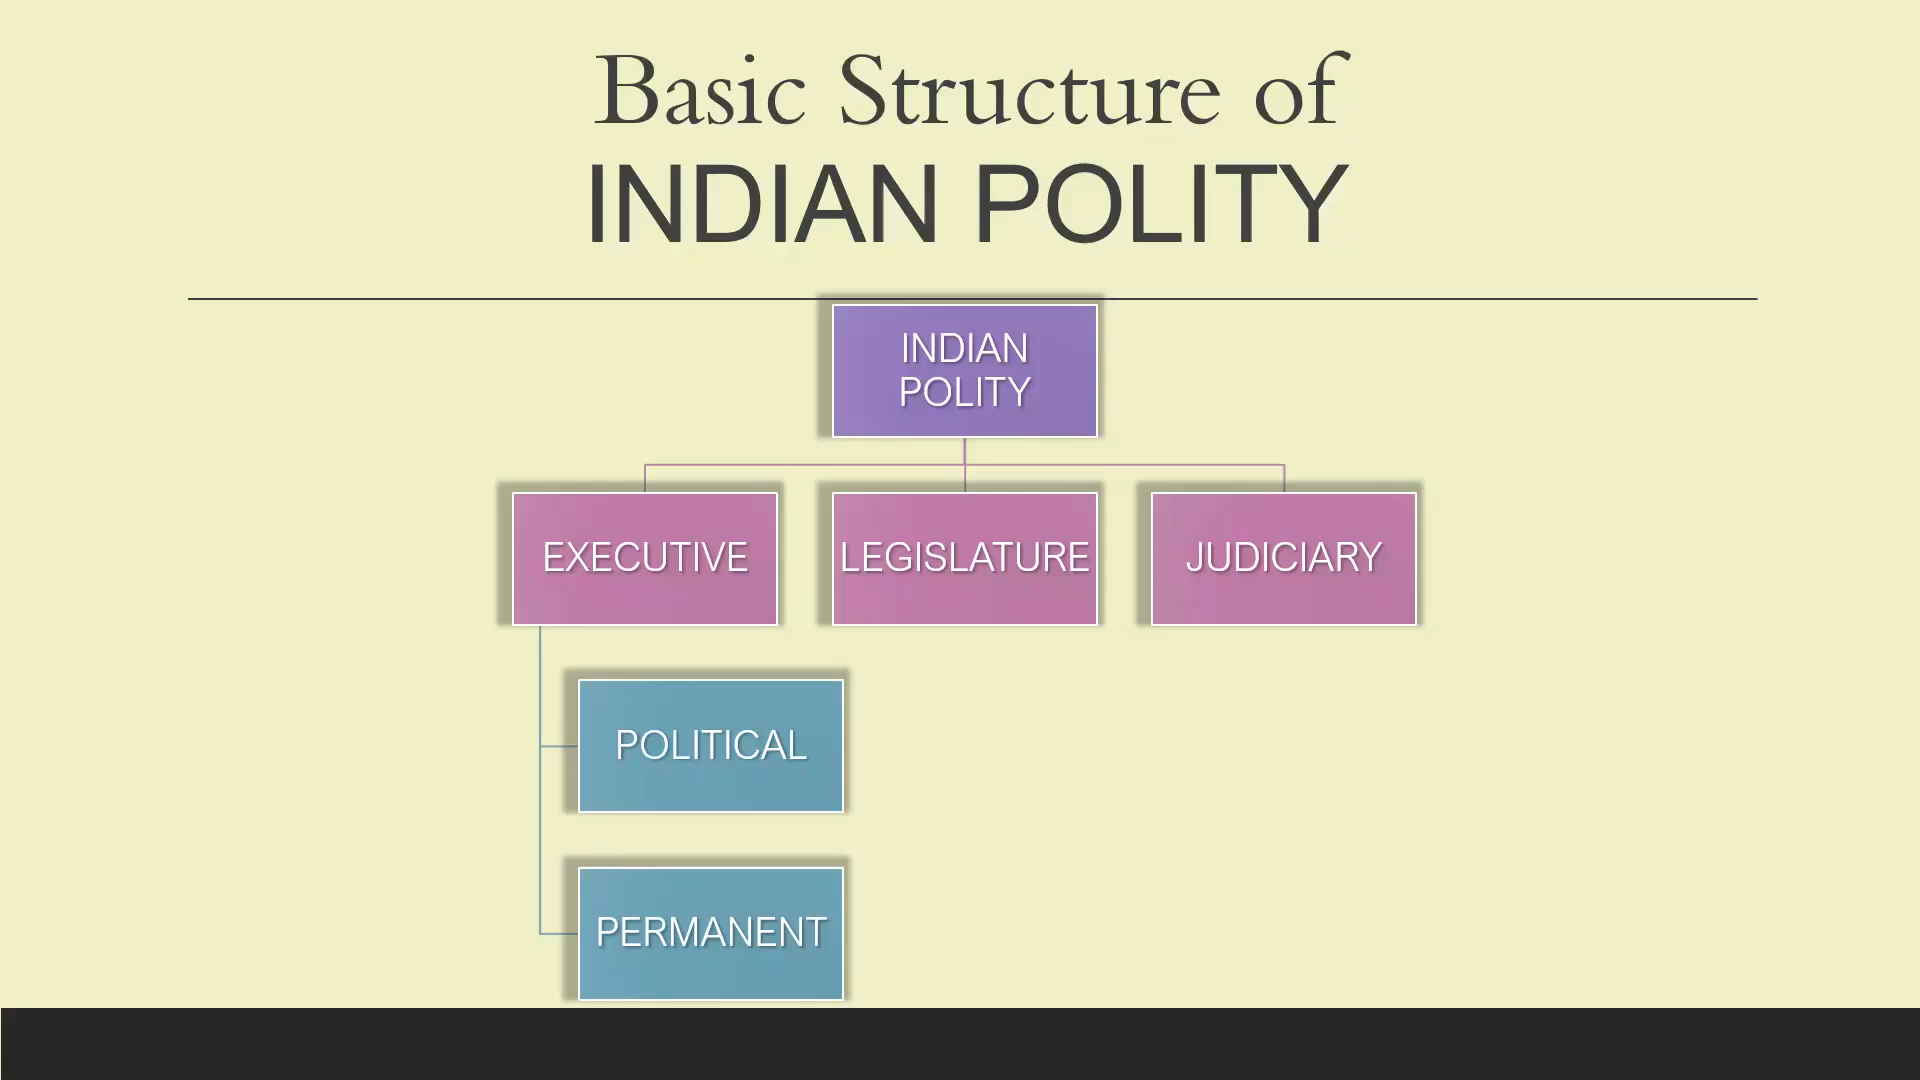 Basic Structure of
INDIAN POLITY
INDIAN
POLITY
EXECUTIVE
LEGISLATURE
JUDICIARY
POLITICAL
PERMANENT